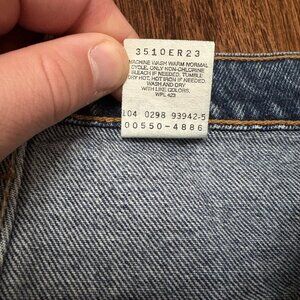 3510ER23
MACHINE WASH WARM NORMAL
CYCLE. ONLY NON-CHLORINE
BLEACH IF NEEDED. TUMBLE
DRY HOT. HOT IRON IF NEEDED.
WASH AND DRY
WITH LIKE COLORS.
WPL 423
L04 0298 93942-5
00550-4886